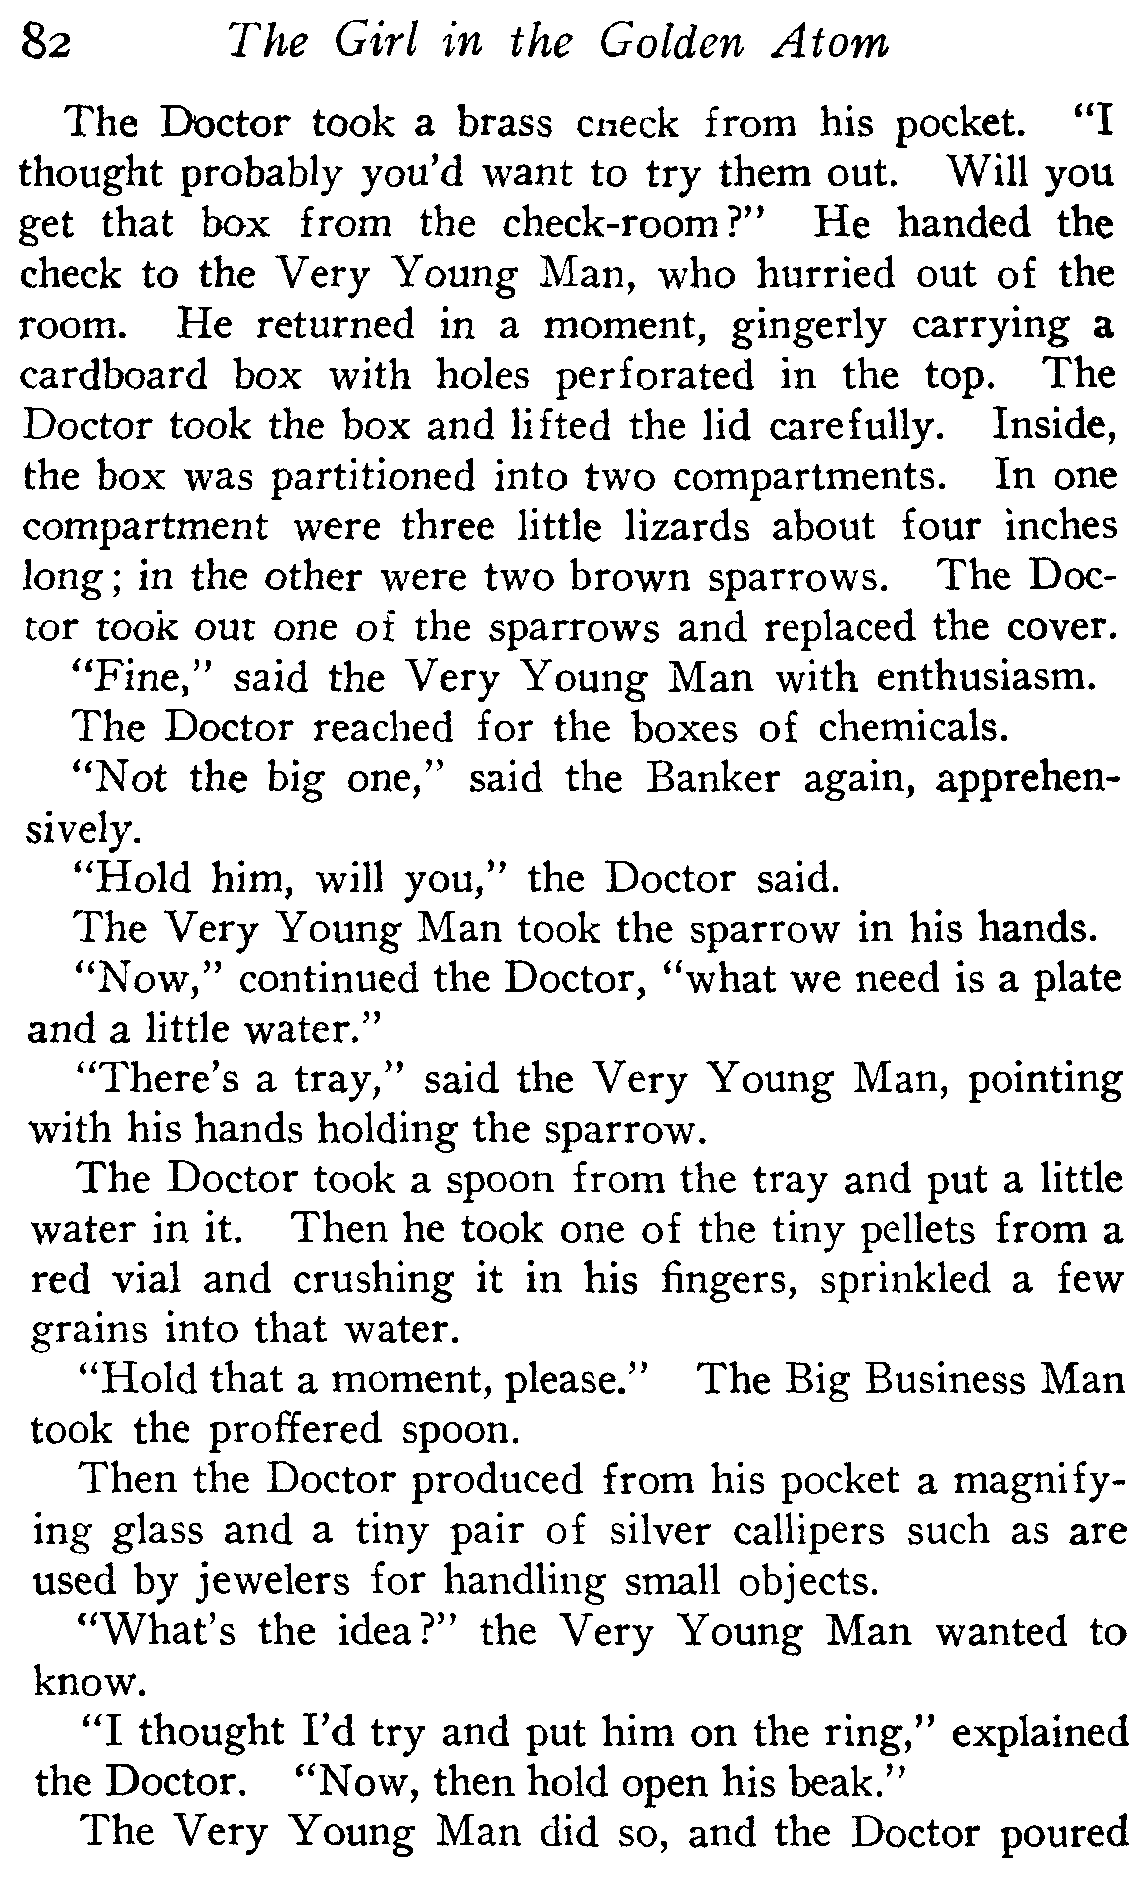 82 The Girl in the Golden Atom
The Doctor took a brass check from his pocket. “I
thought probably you’d want to try them out. Will you
get that box from the check-room?” He handed the
check to the Very Young Man, who hurried out of the
room. He returned in a moment, gingerly carrying a
cardboard box with holes perforated in the top. The
Doctor took the box and lifted the lid carefully. Inside,
the box was partitioned into two compartments. In one
compartment were three little lizards about four inches
long; in the other were two brown sparrows. The Doc-
tor took out one of the sparrows and replaced the cover.
“Fine,” said the Very Young Man with enthusiasm.
The Doctor reached for the boxes of chemicals.
“Not the big one,” said the Banker again, apprehen-
sively.
“Hold him, will you,” the Doctor said.
The Very Young Man took the sparrow in his hands.
“Now,” continued the Doctor, “what we need is a plate
and a little water.”
“There’s a tray,” said the Very Young Man, pointing
with his hands holding the sparrow.
The Doctor took a spoon from the tray and put a little
water in it. Then he took one of the tiny pellets from a
red vial and crushing it in his fingers, sprinkled a few
grains into that water.
“Hold that a moment, please.” The Big Business Man
took the proffered spoon.
Then the Doctor produced from his pocket a magnify-
ing glass and a tiny pair of silver callipers such as are
used by jewelers for handling small objects.
“What’s the idea?” the Very Young Man wanted to
know.
“I thought I’d try and put him on the ring,” explained
the Doctor. “Now, then hold open his beak.”
The Very Young Man did so, and the Doctor poured